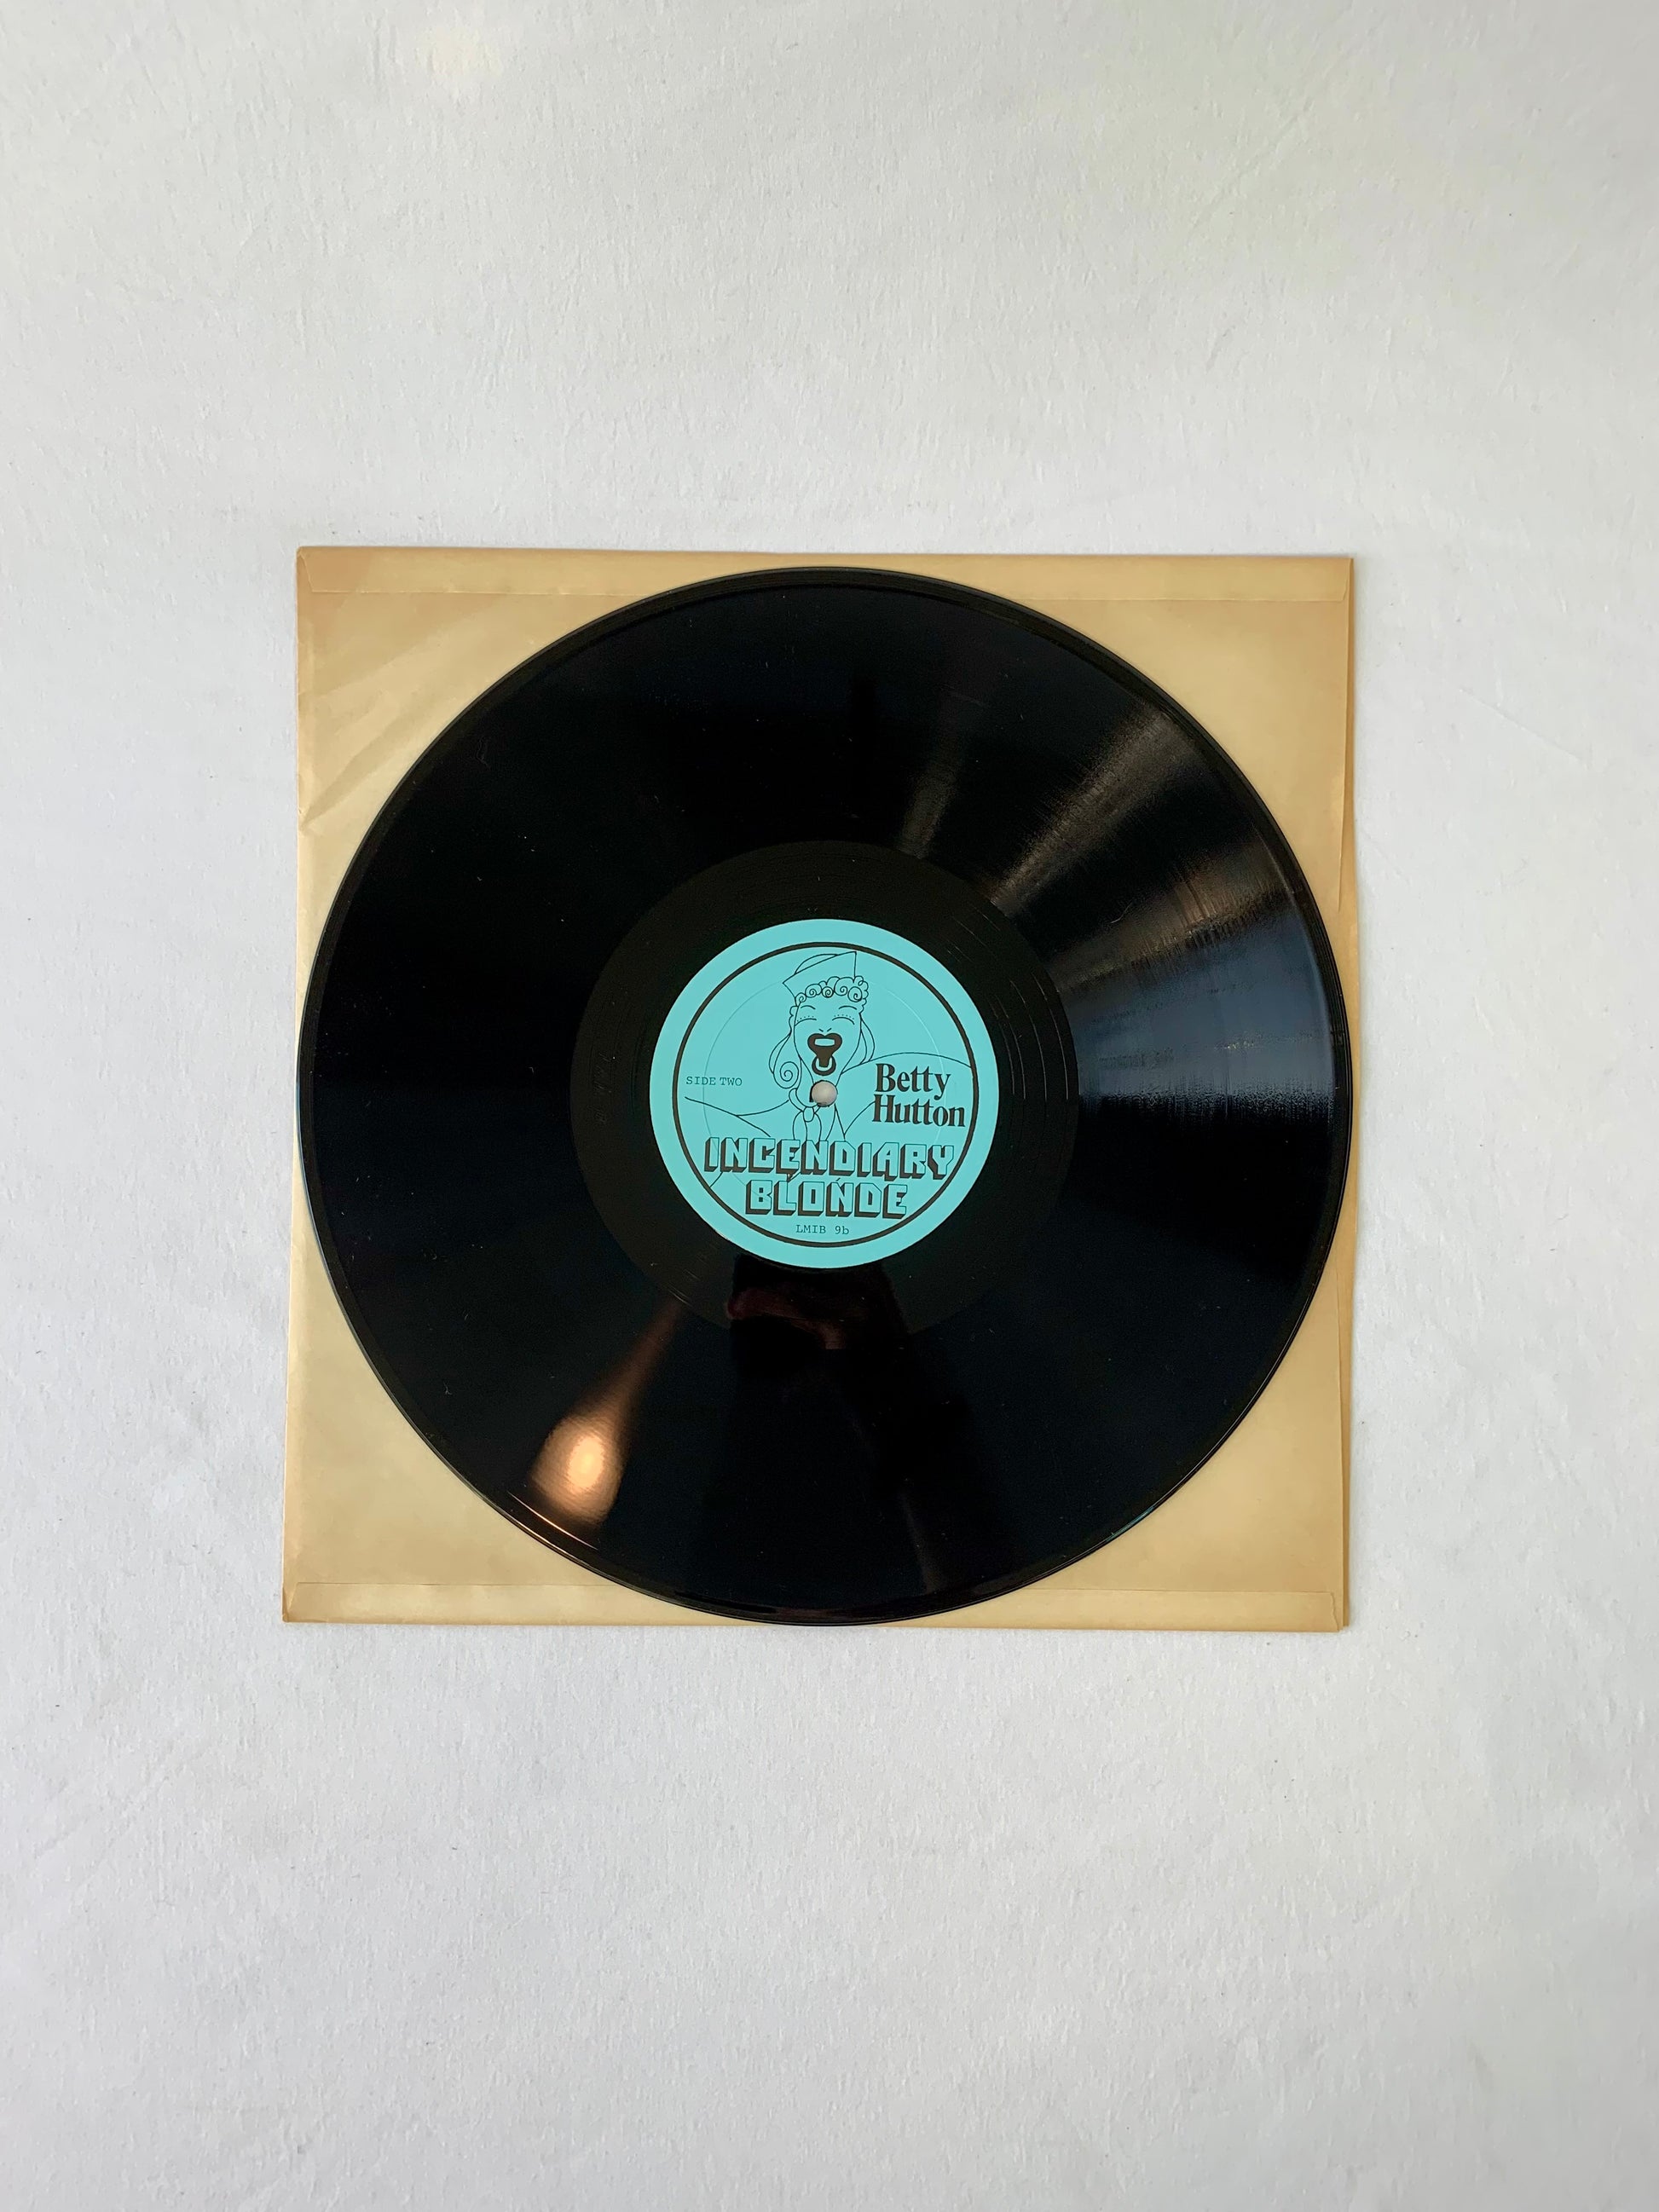 SIDE TWO
Betty
Hutton
INCENDIARY
BLONDE
LMIB 9b